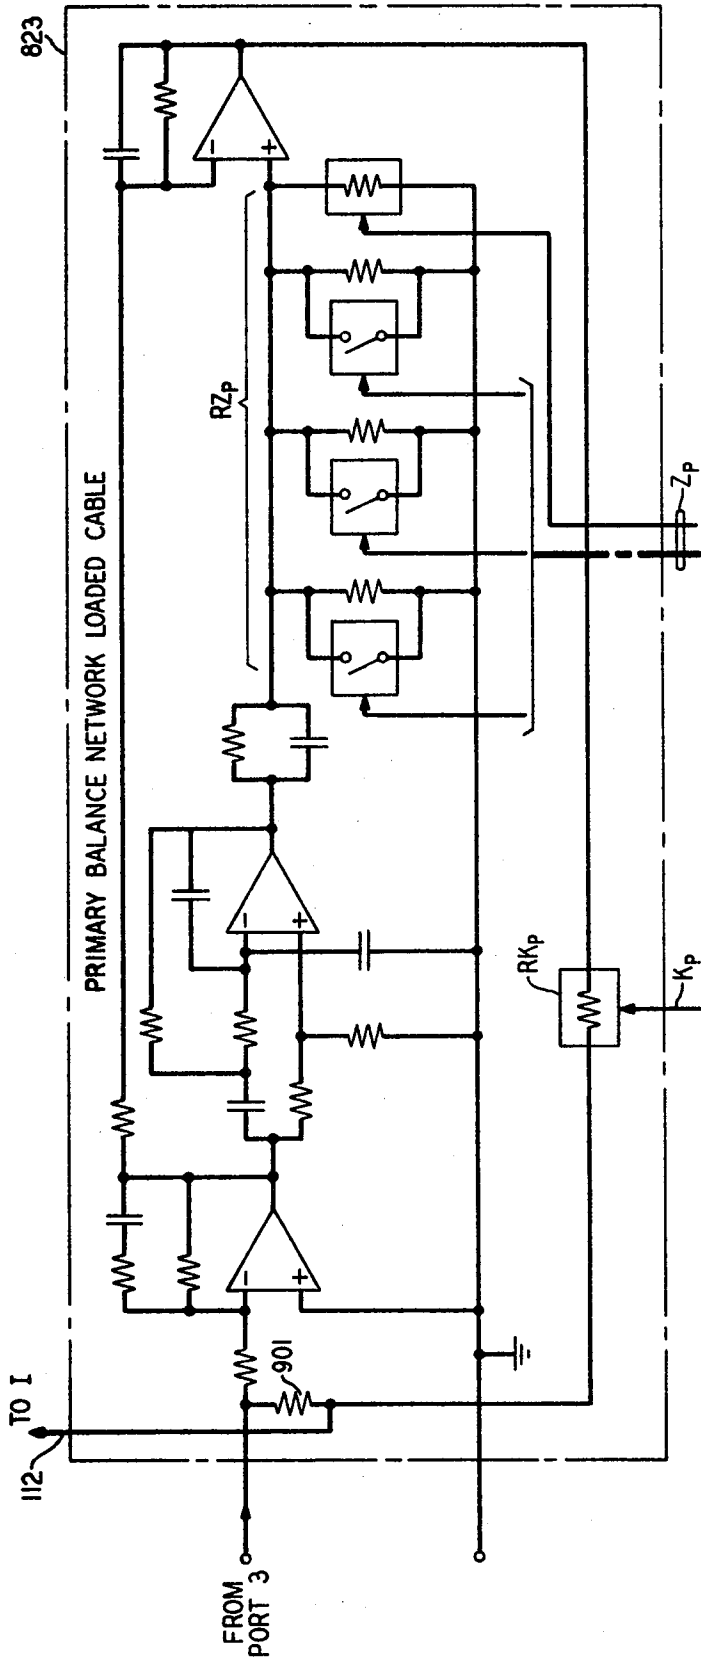 823
PRIMARY BALANCE NETWORK LOADED CABLE
TO I
112
901
FROM
PORT 3
RZP
RKP
KP
ZP
−
+
−
+
−
+